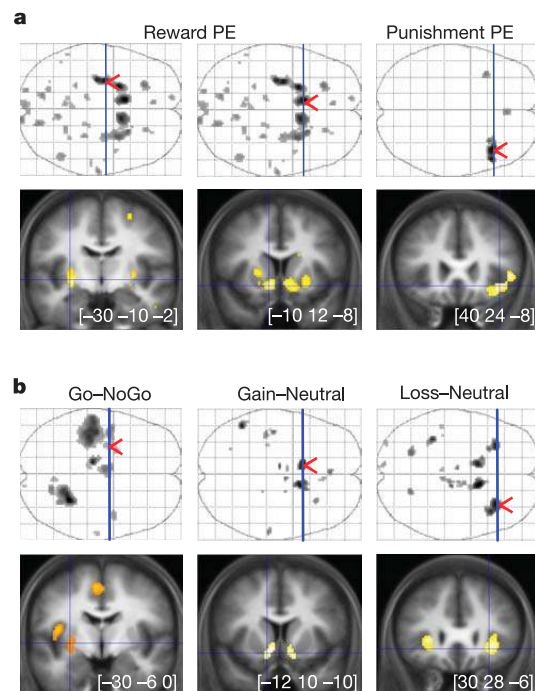 a
Reward PE Punishment PE
[–30 –10 –2] [–10 12 –8] [40 24 –8]
b
Go–NoGo Gain–Neutral Loss–Neutral
[–30 –6 0] [–12 10 –10] [30 28 –6]